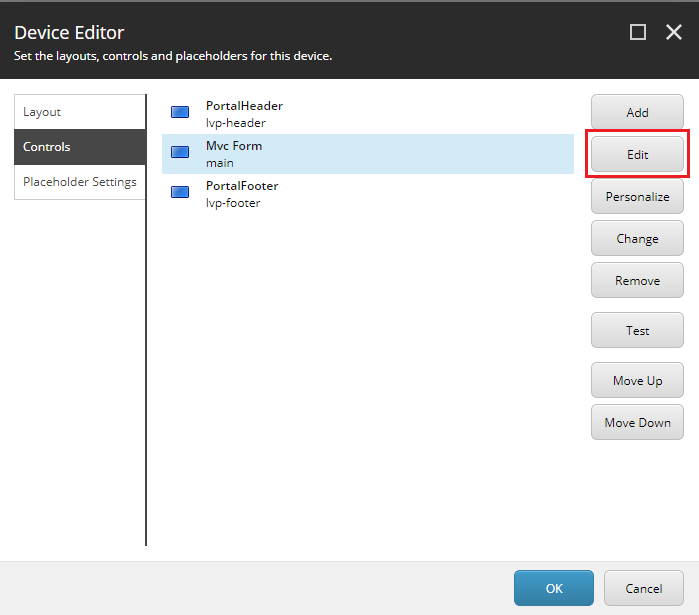 Device Editor
Set the layouts, controls and placeholders for this device.
Layout
Controls
Placeholder Settings
PortalHeader
lvp-header
Mvc Form
main
PortalFooter
lvp-footer
Add
Edit
Personalize
Change
Remove
Test
Move Up
Move Down
OK
Cancel